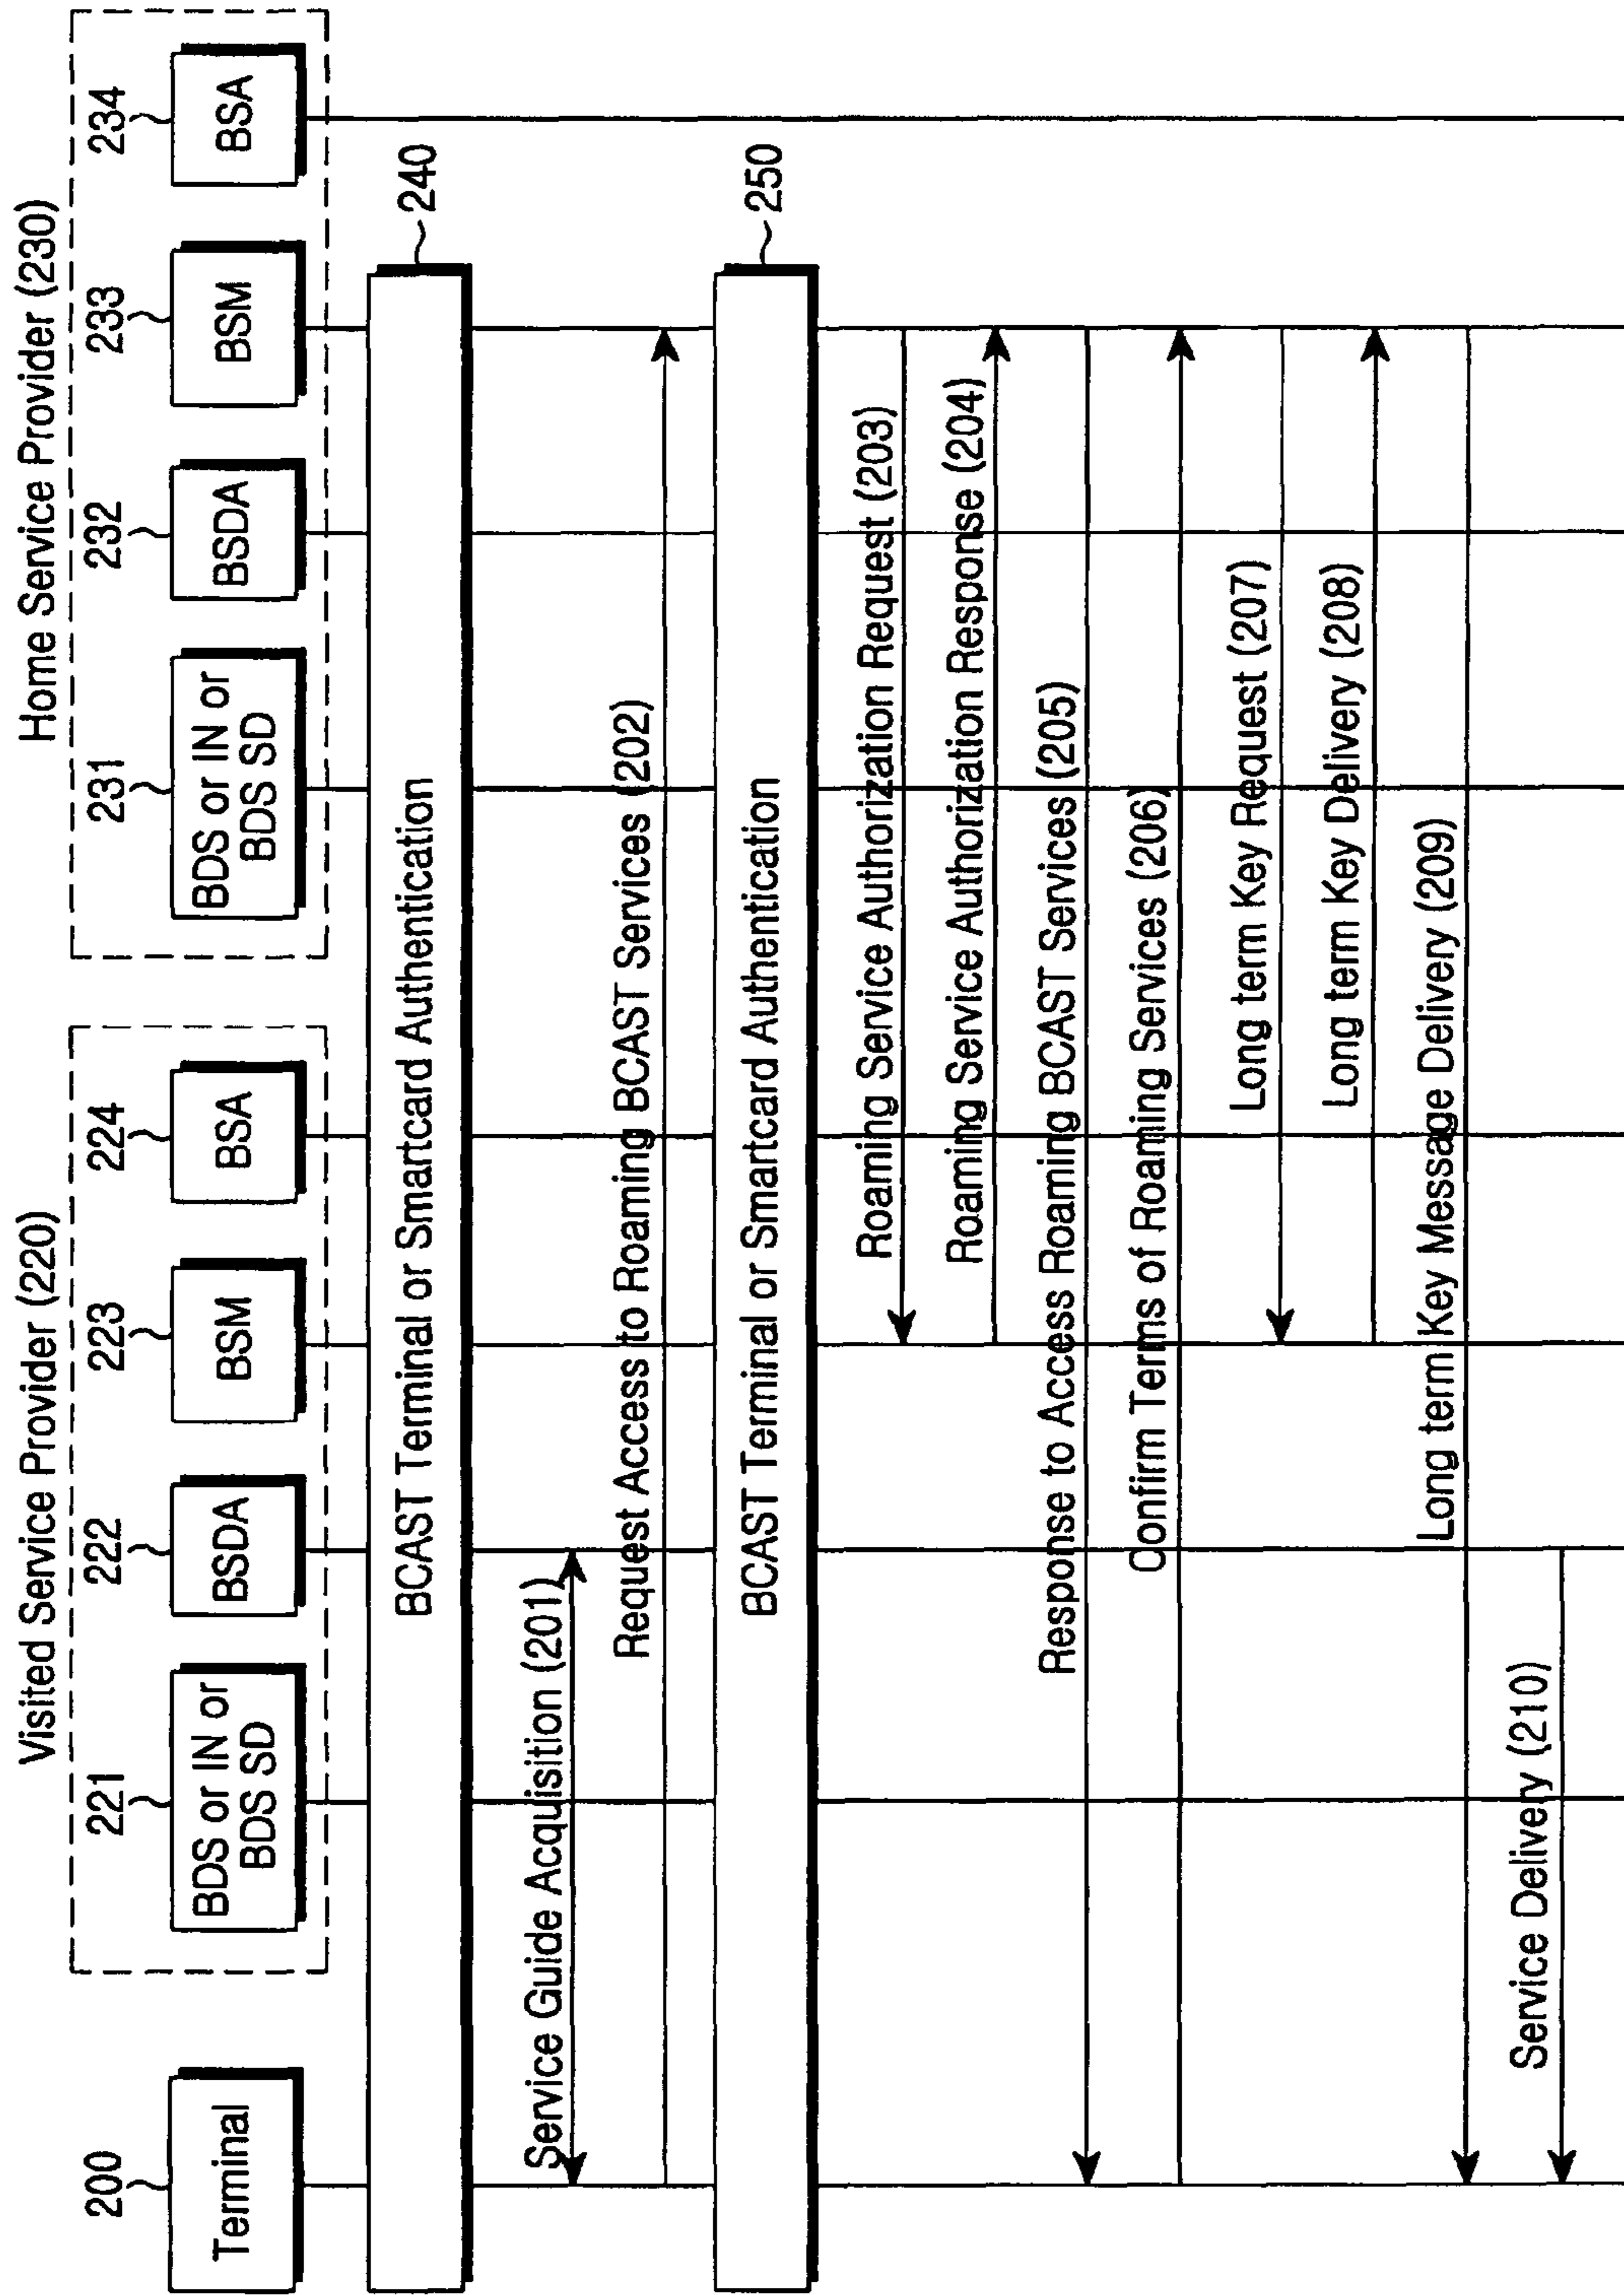 Visited Service Provider (220)
Home Service Provider (230)
200
221
222
223
224
231
232
233
234
Terminal
BDS or IN or
BDS SD
BSDA
BSM
BSA
BDS or IN or
BDS SD
BSDA
BSM
BSA
BCAST Terminal or Smartcard Authentication
240
Service Guide Acquisition (201)
Request Access to Roaming BCAST Services (202)
BCAST Terminal or Smartcard Authentication
250
Roaming Service Authorization Request (203)
Roaming Service Authorization Response (204)
Response to Access Roaming BCAST Services (205)
Confirm Terms of Roaming Services (206)
Long term Key Request (207)
Long term Key Delivery (208)
Long term Key Message Delivery (209)
Service Delivery (210)